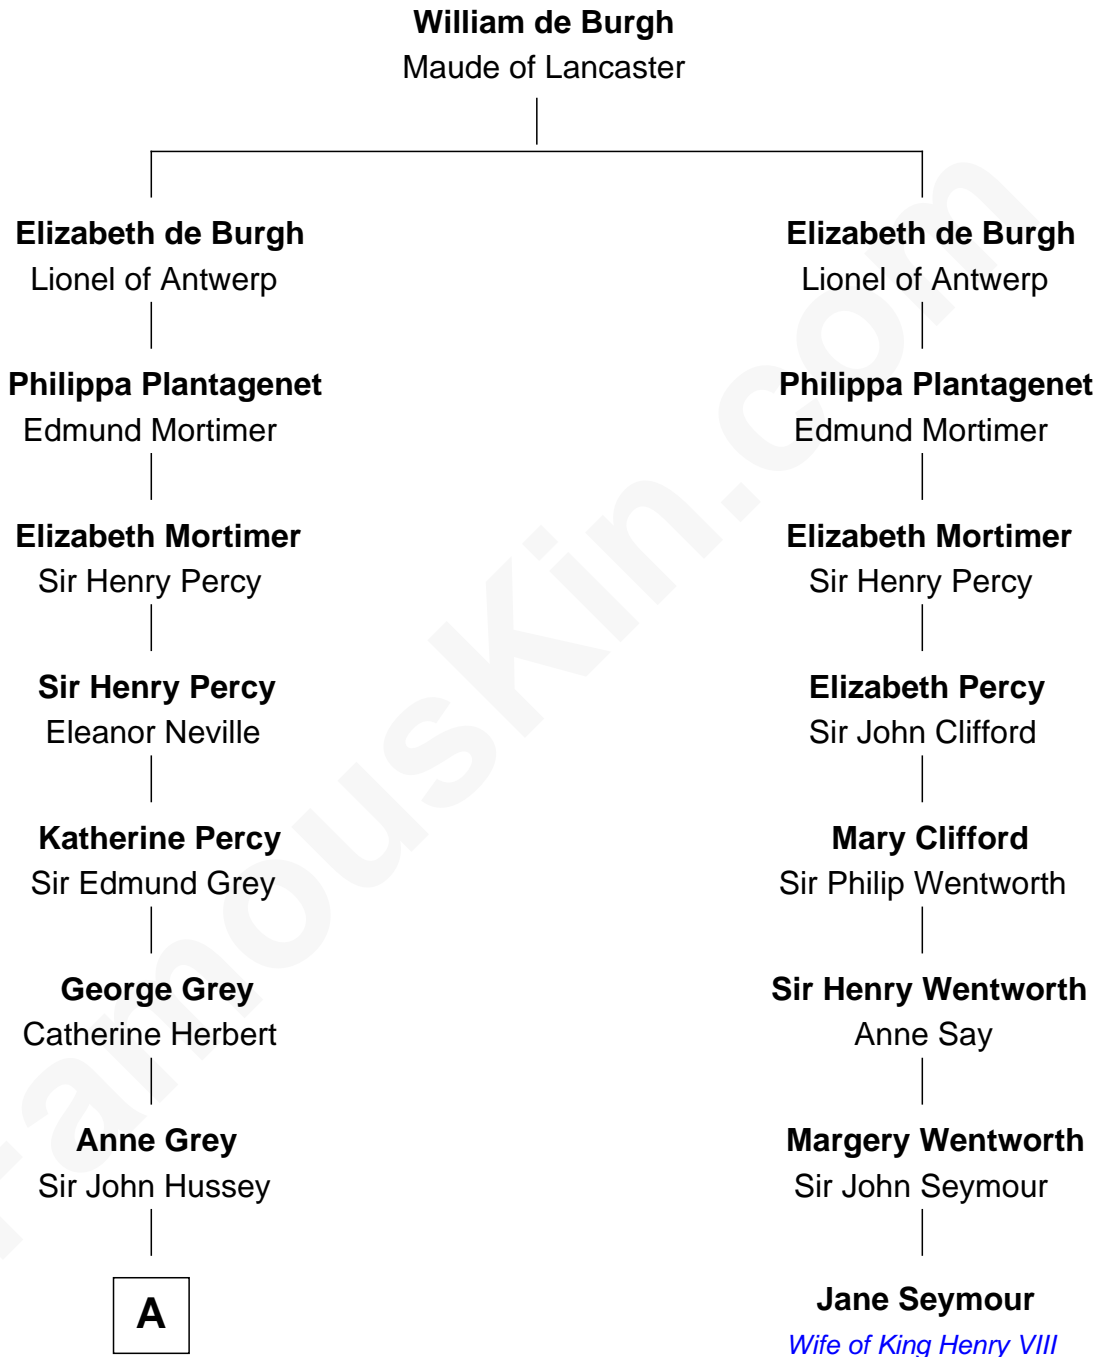 William de Burgh
Maude of Lancaster
Elizabeth de Burgh
Lionel of Antwerp
Philippa Plantagenet
Edmund Mortimer
Elizabeth Mortimer
Sir Henry Percy
Sir Henry Percy
Eleanor Neville
Katherine Percy
Sir Edmund Grey
George Grey
Catherine Herbert
Anne Grey
Sir John Hussey
A
Elizabeth de Burgh
Lionel of Antwerp
Philippa Plantagenet
Edmund Mortimer
Elizabeth Mortimer
Sir Henry Percy
Elizabeth Percy
Sir John Clifford
Mary Clifford
Sir Philip Wentworth
Sir Henry Wentworth
Anne Say
Margery Wentworth
Sir John Seymour
Jane Seymour
Wife of King Henry VIII
FamousKin.com